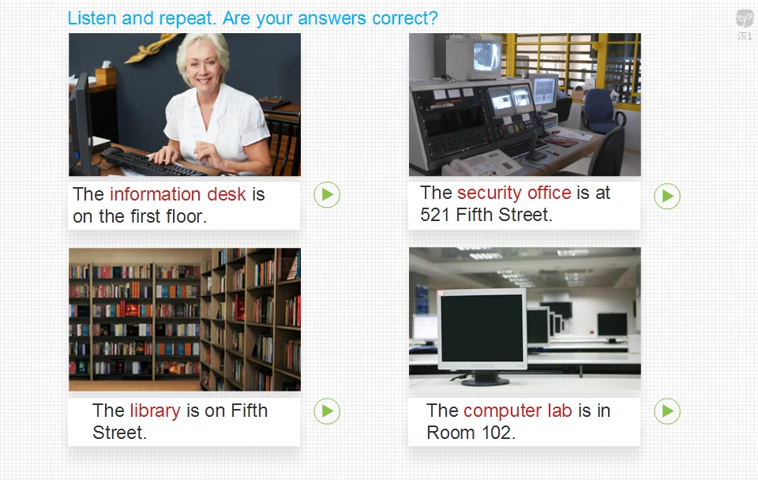 Listen and repeat. Are your answers correct?
The information desk is
on the first floor.
The security office is at
521 Fifth Street.
The library is on Fifth
Street.
The computer lab is in
Room 102.